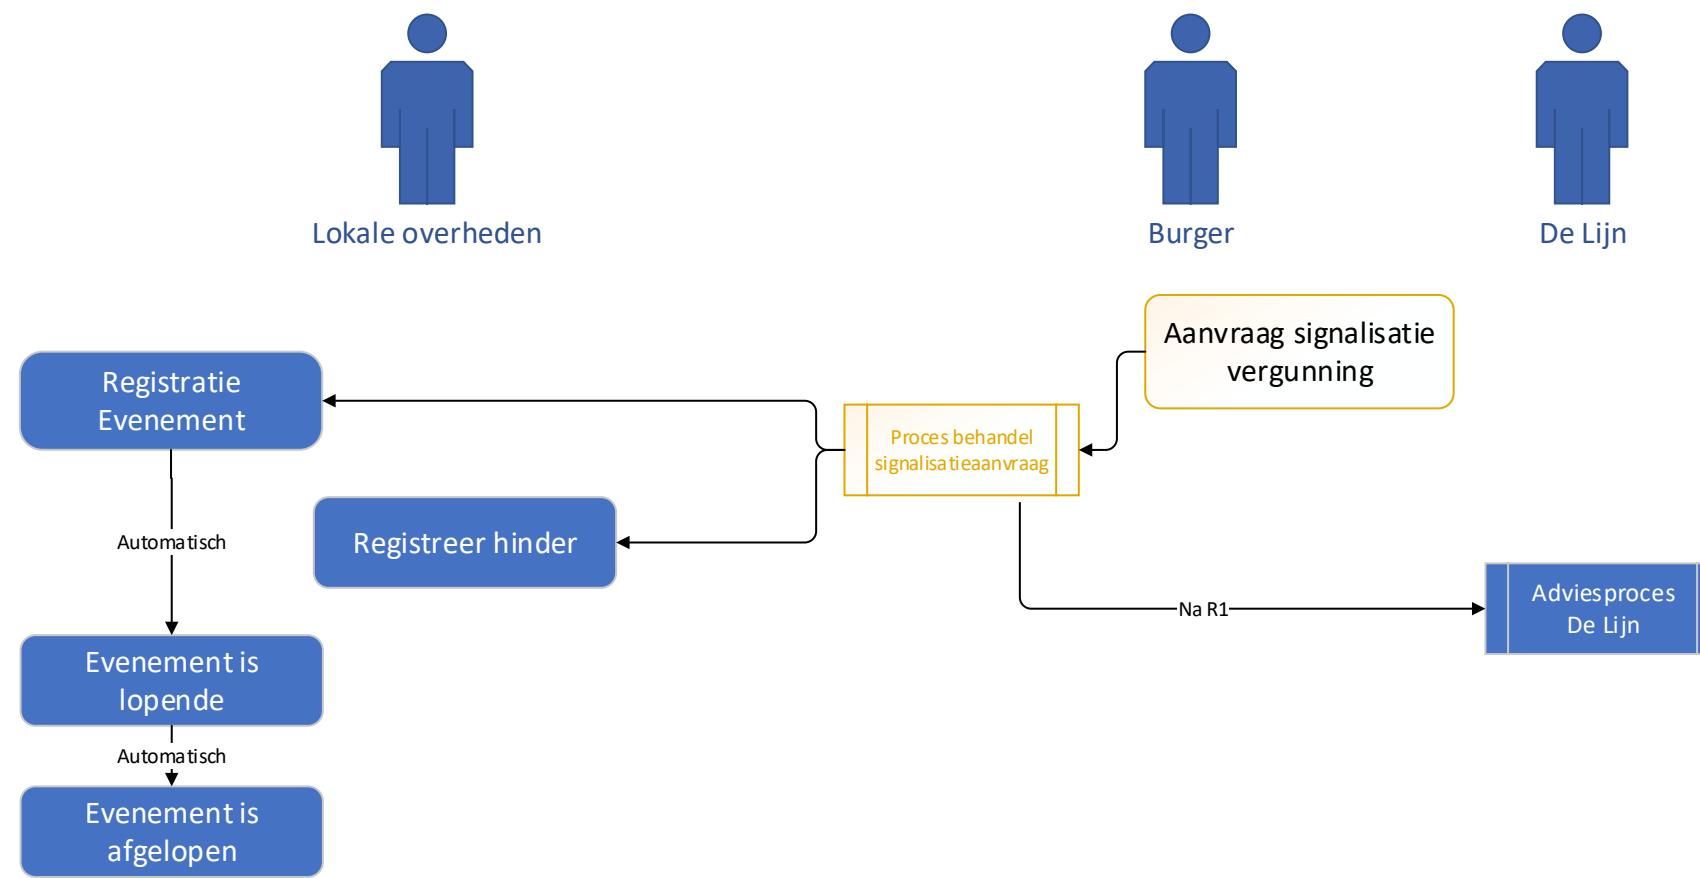 Lokale overheden
Burger
De Lijn
Aanvraag signalisatie
vergunning
Registratie
Evenement
Proces behandel
signalisatieaanvraag
Automatisch
Registreer hinder
Na R1
Adviesproces
De Lijn
Evenement is
lopende
Automatisch
Evenement is
afgelopen